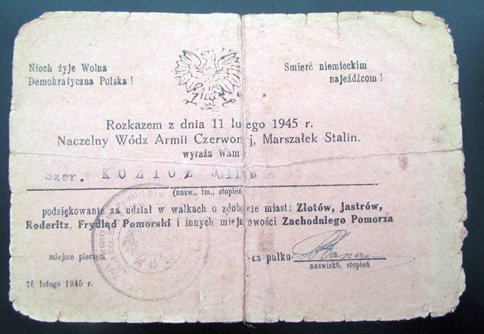 Niech żyje Wolna
Demokratyczna Polska !
Smierć niemieckim
najeźdźcom !
Rozkazem z dnia 11 lutego 1945 r.
Naczelny Wódz Armii Czerwonej, Marszałek Stalin.
wyraża Wam
Szer. KOZIOŁ
(nazw., im., stopień)
podziękowanie za udział w walkach o zdobycie miast: Złotów, Jastrów,
Rederitz, Frydląd Pomorski i innych miejscowości Zachodniego Pomorza
miejsce pieczęci
-ca pułku
nazwisko, stopień
16 lutego 1945 r.